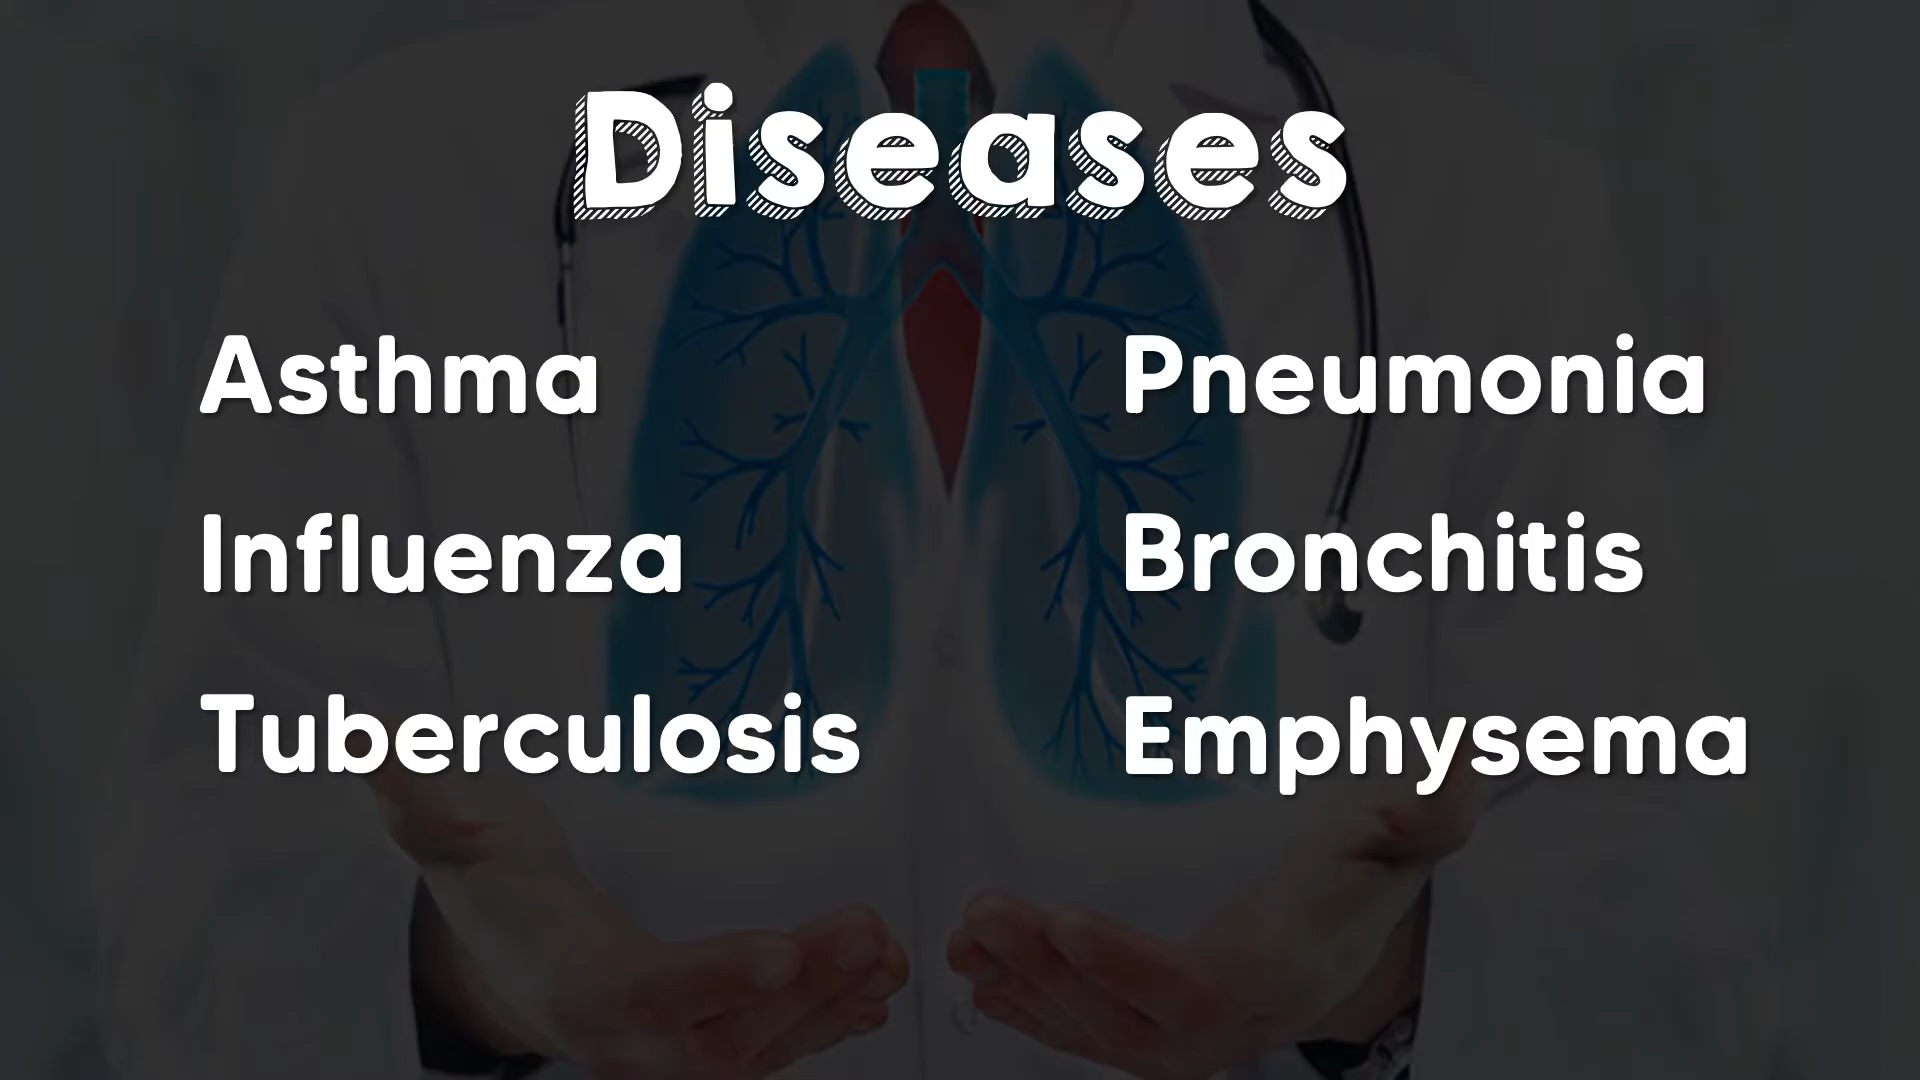 Diseases
Asthma
Influenza
Tuberculosis
Pneumonia
Bronchitis
Emphysema